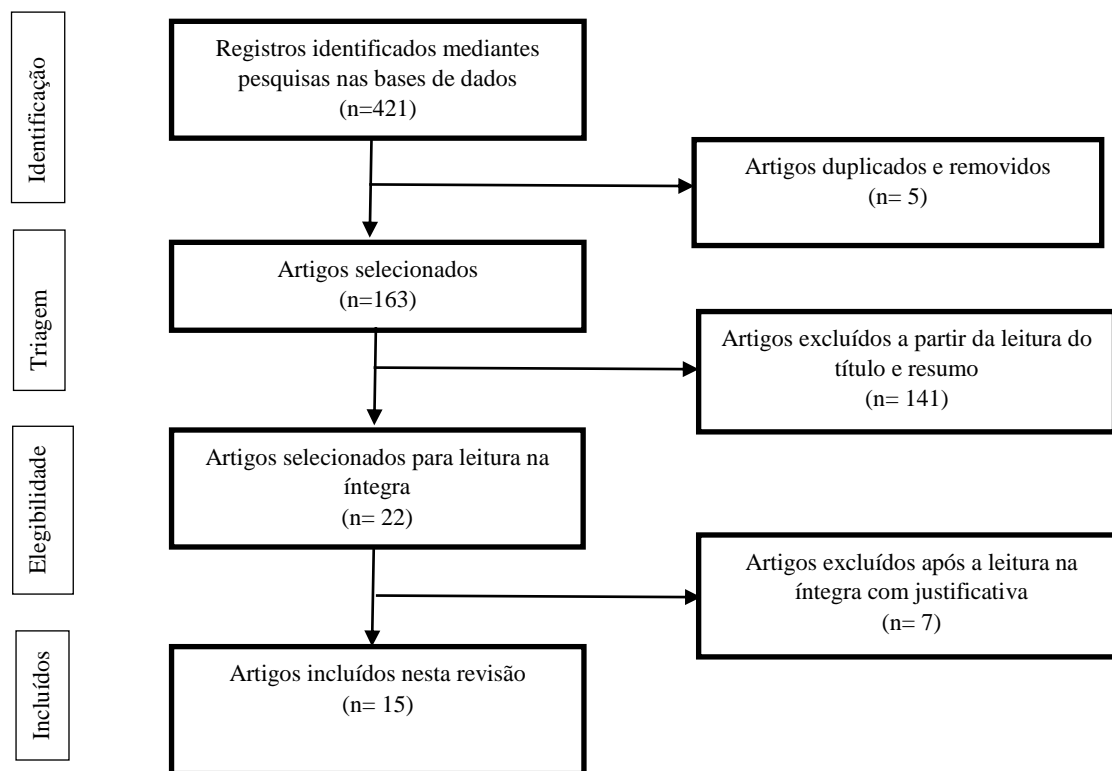 Identificação
Registros identificados mediantes
pesquisas nas bases de dados
(n=421)
Artigos duplicados e removidos
(n= 5)
Triagem
Artigos selecionados
(n=163)
Artigos excluídos a partir da leitura do
título e resumo
(n= 141)
Elegibilidade
Artigos selecionados para leitura na
íntegra
(n= 22)
Artigos excluídos após a leitura na
íntegra com justificativa
(n= 7)
Incluídos
Artigos incluídos nesta revisão
(n= 15)